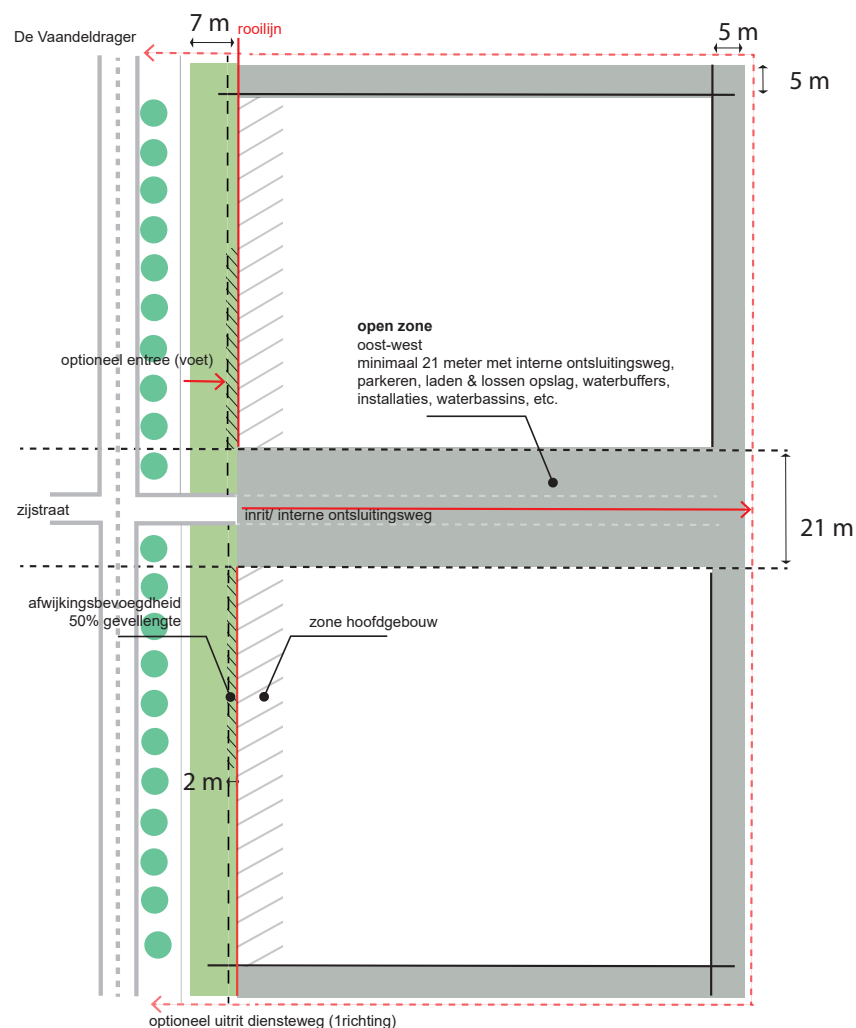 7 m
rooilijn
De Vaandeldrager
5 m
5 m
open zone
oost-west
minimaal 21 meter met interne ontsluitingsweg,
parkeren, laden & lossen opslag, waterbuffers,
installaties, waterbassins, etc.
optioneel entree (voet)
zijstraat
inrit/ interne ontsluitingsweg
21 m
afwijkingsbevoegdheid
50% gevellengte
zone hoofdgebouw
2 m
optioneel uitrit diensteweg (1richting)